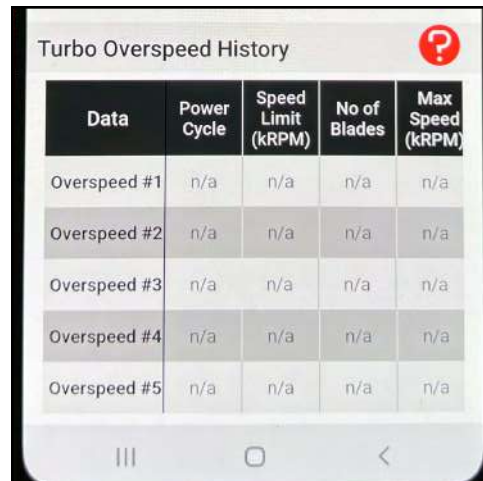 Turbo Overspeed History ?
Data Power Cycle Speed Limit (kRPM) No of Blades Max Speed (kRPM)
Overspeed #1 n/a n/a n/a n/a
Overspeed #2 n/a n/a n/a n/a
Overspeed #3 n/a n/a n/a n/a
Overspeed #4 n/a n/a n/a n/a
Overspeed #5 n/a n/a n/a n/a